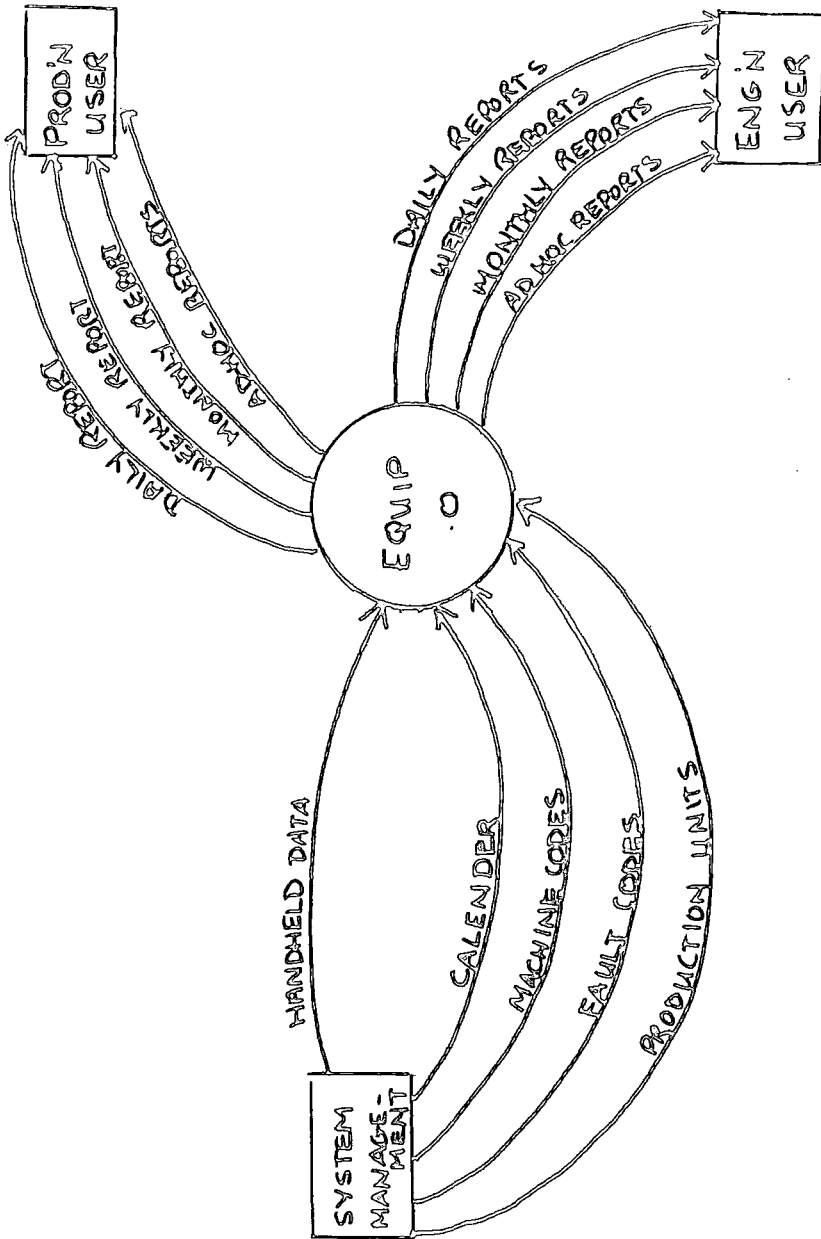 SYSTEM
MANAGE-
MENT
HANDHELD DATA
CALENDER
MACHINE CODES
FAULT CODES
PRODUCTION UNITS
EQUIP
.0
DAILY REPORT
WEEKLY REPORT
MONTHLY REPORT
ADHOC REPORTS
PROD'N
USER
DAILY REPORTS
WEEKLY REPORTS
MONTHLY REPORTS
AD HOC REPORTS
ENG'N
USER